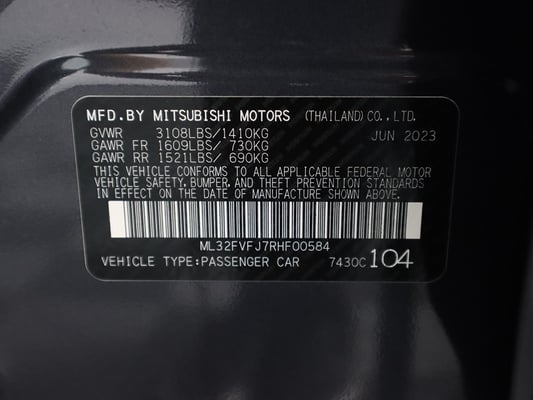 MFD.BY MITSUBISHI MOTORS (THAILAND)CO.,LTD.
GVWR 3108LBS/1410KG JUN 2023
GAWR FR 1609LBS/ 730KG
GAWR RR 1521LBS/ 690KG
THIS VEHICLE CONFORMS TO ALL APPLICABLE FEDERAL MOTOR
VEHICLE SAFETY, BUMPER, AND THEFT PREVENTION STANDARDS
IN EFFECT ON THE DATE OF MANUFACTURE SHOWN ABOVE.
ML32FVFJ7RHF00584
VEHICLE TYPE:PASSENGER CAR 7430C 104